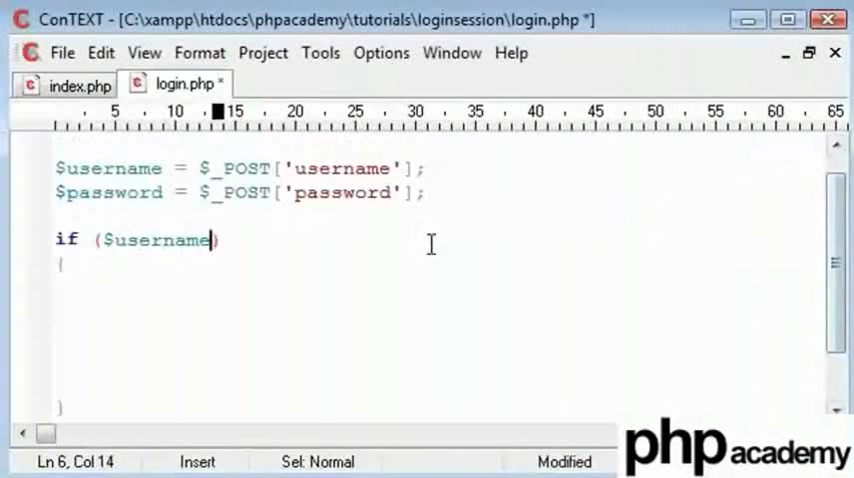 ConTEXT - [C:\xampp\htdocs\phpacademy\tutorials\loginsession\login.php *]
File Edit View Format Project Tools Options Window Help
index.php login.php *
5 10 15 20 25 30 35 40 45 50 55 60 65
$username = $_POST['username'];
$password = $_POST['password'];
if ($username)
{
}
Ln 6, Col 14 Insert Sel: Normal Modified
php academy